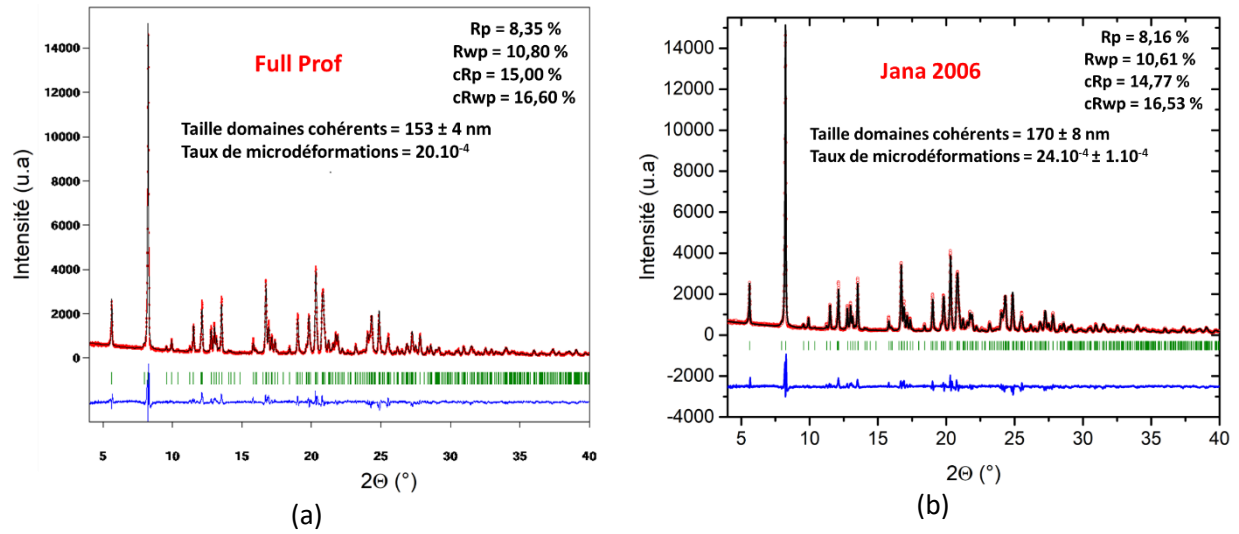 Full Prof
Rp = 8,35 %
Rwp = 10,80 %
cRp = 15,00 %
cRwp = 16,60 %
Taille domaines cohérents = 153 ± 4 nm
Taux de microdéformations = 20.10⁻⁴
Intensité (u.a)
14000
12000
10000
8000
6000
4000
2000
0
5 10 15 20 25 30 35 40
2Θ (°)
(a)
Jana 2006
Rp = 8,16 %
Rwp = 10,61 %
cRp = 14,77 %
cRwp = 16,53 %
Taille domaines cohérents = 170 ± 8 nm
Taux de microdéformations = 24.10⁻⁴ ± 1.10⁻⁴
Intensité (u.a)
14000
12000
10000
8000
6000
4000
2000
0
-2000
-4000
5 10 15 20 25 30 35 40
2Θ (°)
(b)